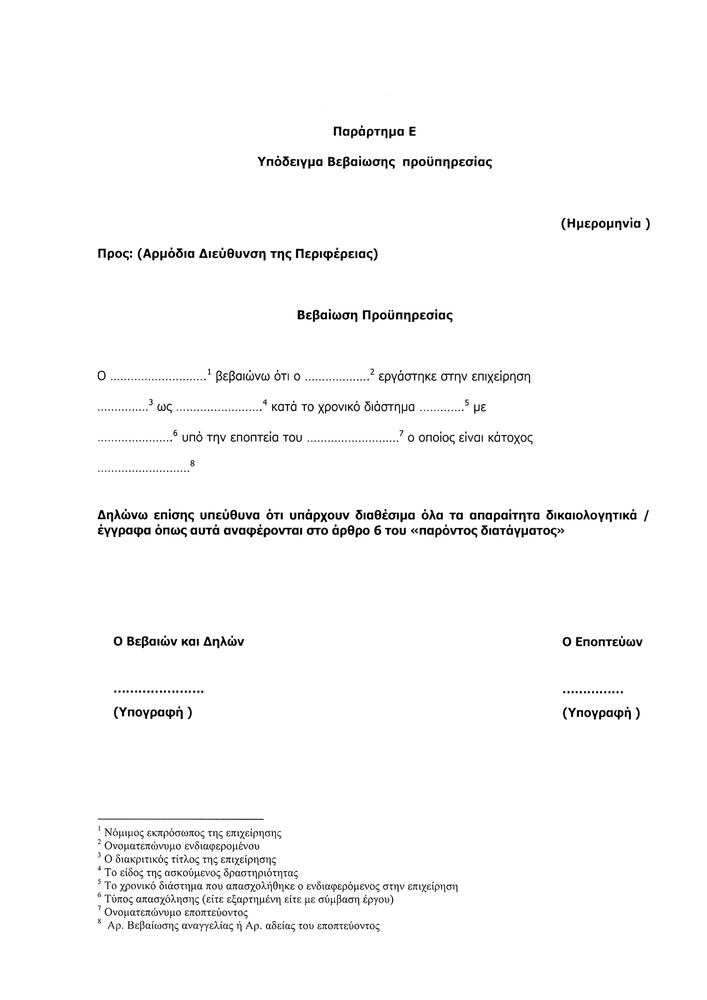 Παράρτημα Ε
Υπόδειγμα Βεβαίωσης προϋπηρεσίας
(Ημερομηνία )
Προς: (Αρμόδια Διεύθυνση της Περιφέρειας)
Βεβαίωση Προϋπηρεσίας
Ο ............................¹ βεβαιώνω ότι ο ...................² εργάστηκε στην επιχείρηση
...............³ ως .........................⁴ κατά το χρονικό διάστημα .............⁵ με
......................⁶ υπό την εποπτεία του ...........................⁷ ο οποίος είναι κάτοχος
...........................⁸
Δηλώνω επίσης υπεύθυνα ότι υπάρχουν διαθέσιμα όλα τα απαραίτητα δικαιολογητικά /
έγγραφα όπως αυτά αναφέρονται στο άρθρο 6 του «παρόντος διατάγματος»
Ο Βεβαιών και Δηλών Ο Εποπτεύων
...................... ...............
(Υπογραφή ) (Υπογραφή )
¹ Νόμιμος εκπρόσωπος της επιχείρησης
² Ονοματεπώνυμο ενδιαφερομένου
³ Ο διακριτικός τίτλος της επιχείρησης
⁴ Το είδος της ασκούμενος δραστηριότητας
⁵ Το χρονικό διάστημα που απασχολήθηκε ο ενδιαφερόμενος στην επιχείρηση
⁶ Τύπος απασχόλησης (είτε εξαρτημένη είτε με σύμβαση έργου)
⁷ Ονοματεπώνυμο εποπτεύοντος
⁸ Αρ. Βεβαίωσης αναγγελίας ή Αρ. αδείας του εποπτεύοντος